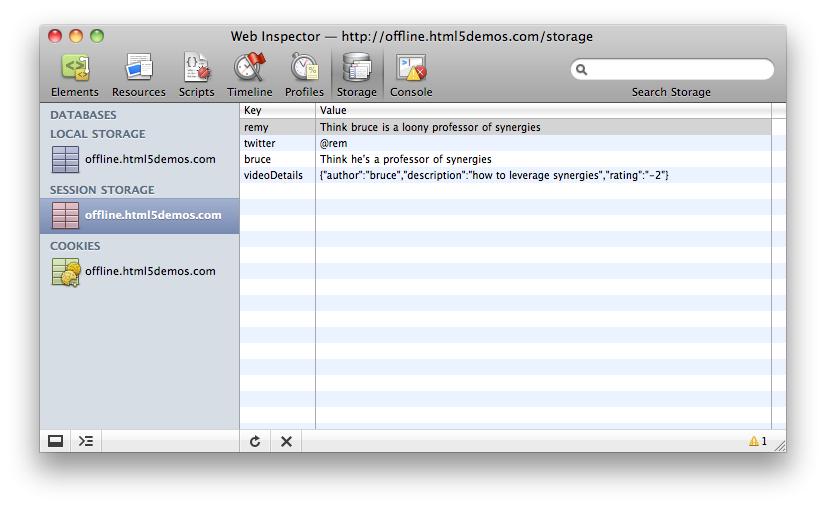 Web Inspector — http://offline.html5demos.com/storage
Elements Resources Scripts Timeline Profiles Storage Console Search Storage
DATABASES
LOCAL STORAGE
offline.html5demos.com
SESSION STORAGE
offline.html5demos.com
COOKIES
offline.html5demos.com
Key Value
remy Think bruce is a loony professor of synergies
twitter @rem
bruce Think he's a professor of synergies
videoDetails {"author":"bruce","description":"how to leverage synergies","rating":"-2"}
1